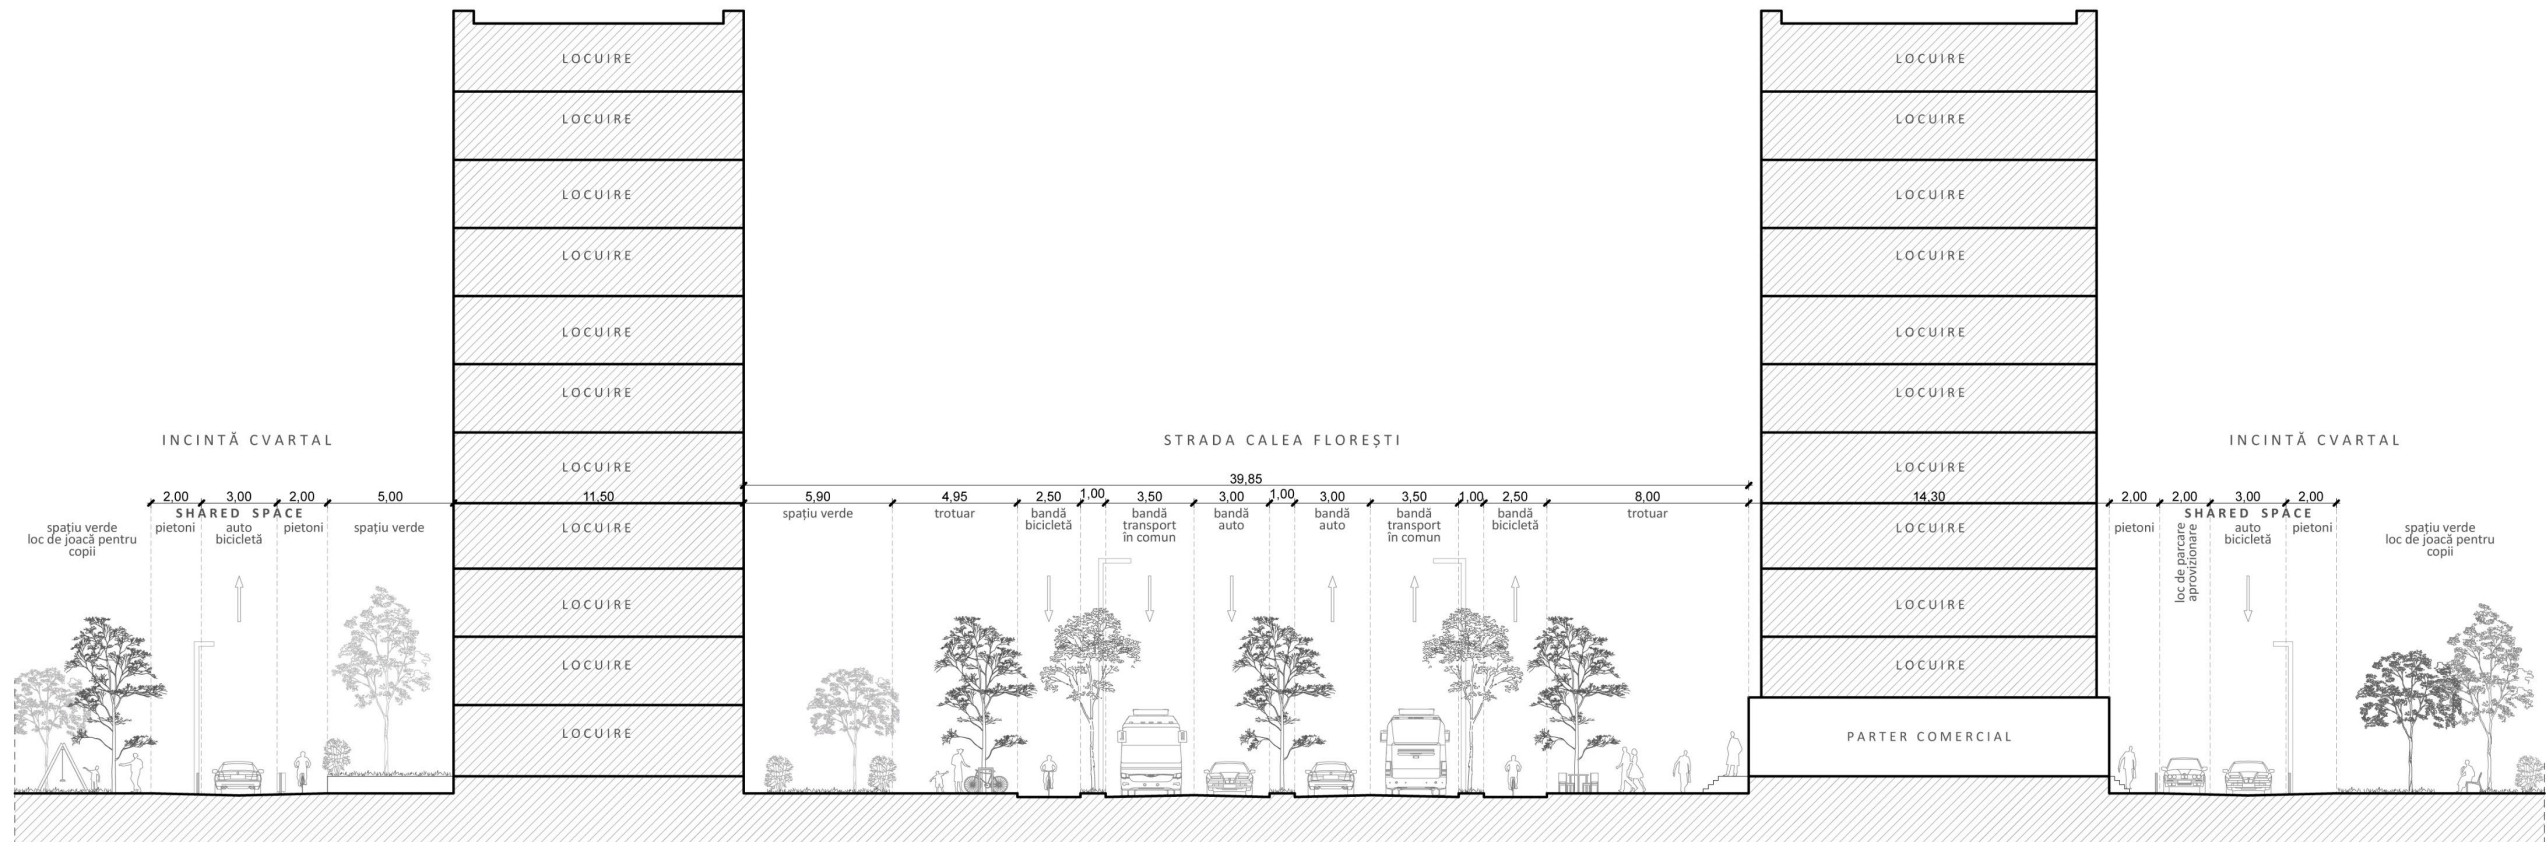 LOCUIRE
LOCUIRE
LOCUIRE
LOCUIRE
LOCUIRE
LOCUIRE
LOCUIRE
LOCUIRE
LOCUIRE
LOCUIRE
LOCUIRE
LOCUIRE
INCINTĂ CVARTAL
STRADA CALEA FLOREȘTI
INCINTĂ CVARTAL
LOCUIRE
LOCUIRE
39,85
2,00 3,00 2,00 5,00 11,50 5,90 4,95 2,50 1,00 3,50 3,00 1,00 3,00 3,50 1,00 2,50 8,00 14,30 2,00 2,00 3,00 2,00
SHARED SPACE
spațiu verde
loc de joacă pentru
copii
pietoni
auto
bicicletă
pietoni
spațiu verde
LOCUIRE
spațiu verde
trotuar
bandă
bicicletă
bandă
transport
în comun
bandă
auto
bandă
auto
bandă
transport
în comun
bandă
bicicletă
trotuar
LOCUIRE
SHARED SPACE
pietoni
loc de parcare
aprovizionare
auto
bicicletă
pietoni
spațiu verde
loc de joacă pentru
copii
LOCUIRE
LOCUIRE
LOCUIRE
LOCUIRE
LOCUIRE
PARTER COMERCIAL